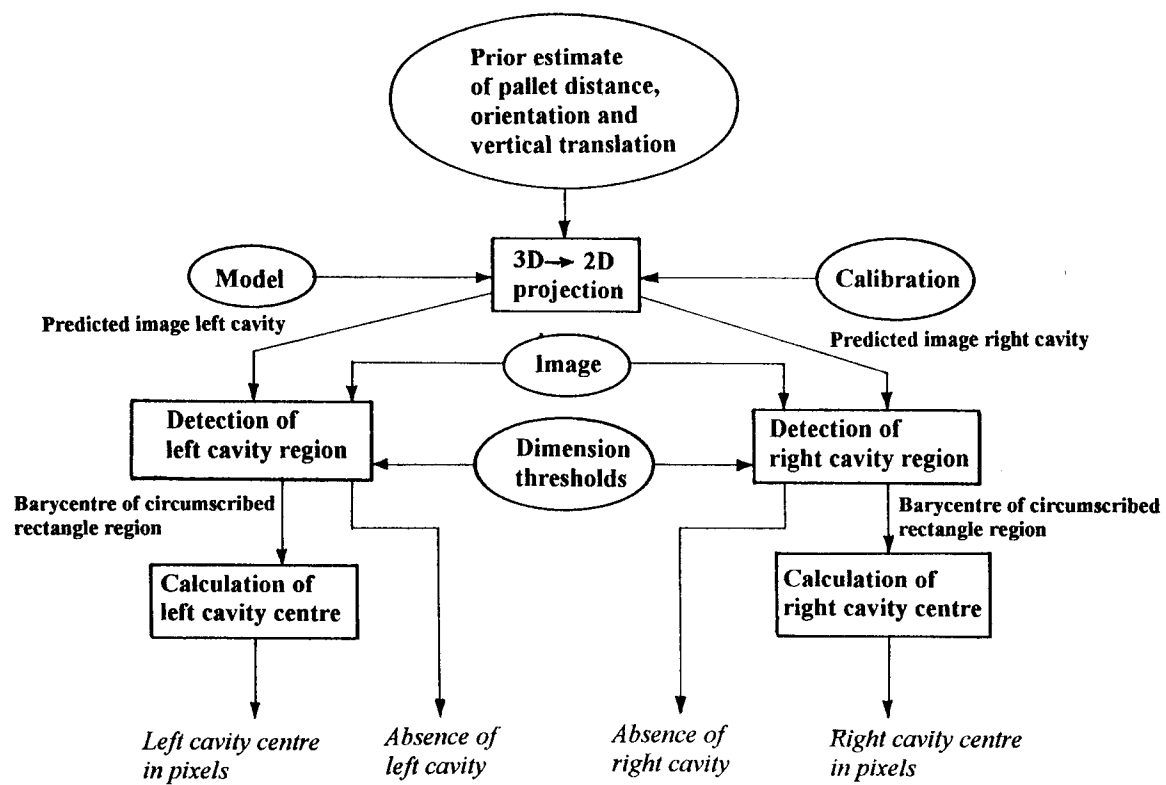 Prior estimate
of pallet distance,
orientation and
vertical translation
3D→ 2D
projection
Model
Calibration
Predicted image left cavity
Predicted image right cavity
Image
Detection of
left cavity region
Dimension
thresholds
Detection of
right cavity region
Barycentre of circumscribed
rectangle region
Barycentre of circumscribed
rectangle region
Calculation of
left cavity centre
Calculation of
right cavity centre
Left cavity centre
in pixels
Absence of
left cavity
Absence of
right cavity
Right cavity centre
in pixels